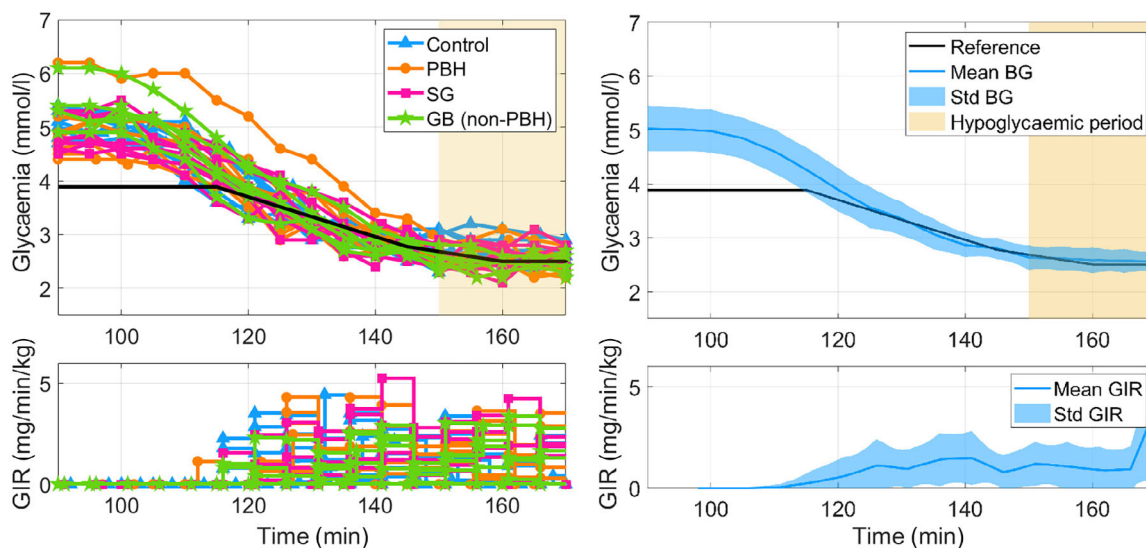 7
6
5
4
3
2
Glycaemia (mmol/l)
Control
PBH
SG
GB (non-PBH)
100
120
140
160
5
0
GIR (mg/min/kg)
100
120
140
160
Time (min)
7
6
5
4
3
2
Glycaemia (mmol/l)
Reference
Mean BG
Std BG
Hypoglycaemic period
100
120
140
160
5
0
GIR (mg/min/kg)
Mean GIR
Std GIR
100
120
140
160
Time (min)